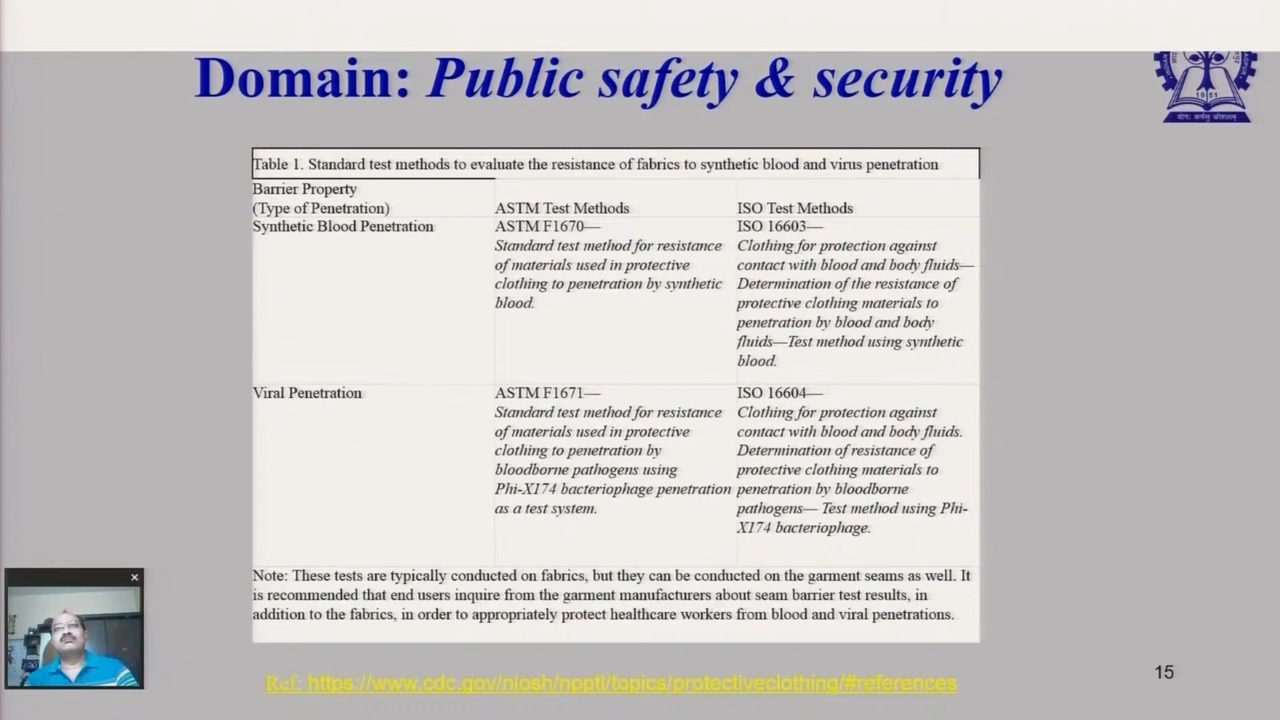 Domain: Public safety & security
1951
योगः कर्मसु कौशलम्
Table 1. Standard test methods to evaluate the resistance of fabrics to synthetic blood and virus penetration
Barrier Property
(Type of Penetration)
ASTM Test Methods
ISO Test Methods
Synthetic Blood Penetration
ASTM F1670—
Standard test method for resistance
of materials used in protective
clothing to penetration by synthetic
blood.
ISO 16603—
Clothing for protection against
contact with blood and body fluids—
Determination of the resistance of
protective clothing materials to
penetration by blood and body
fluids—Test method using synthetic
blood.
Viral Penetration
ASTM F1671—
Standard test method for resistance
of materials used in protective
clothing to penetration by
bloodborne pathogens using
Phi-X174 bacteriophage penetration
as a test system.
ISO 16604—
Clothing for protection against
contact with blood and body fluids.
Determination of resistance of
protective clothing materials to
penetration by bloodborne
pathogens— Test method using Phi-
X174 bacteriophage.
Note: These tests are typically conducted on fabrics, but they can be conducted on the garment seams as well. It
is recommended that end users inquire from the garment manufacturers about seam barrier test results, in
addition to the fabrics, in order to appropriately protect healthcare workers from blood and viral penetrations.
Ref: https://www.cdc.gov/niosh/npptl/topics/protectiveclothing/#references
15